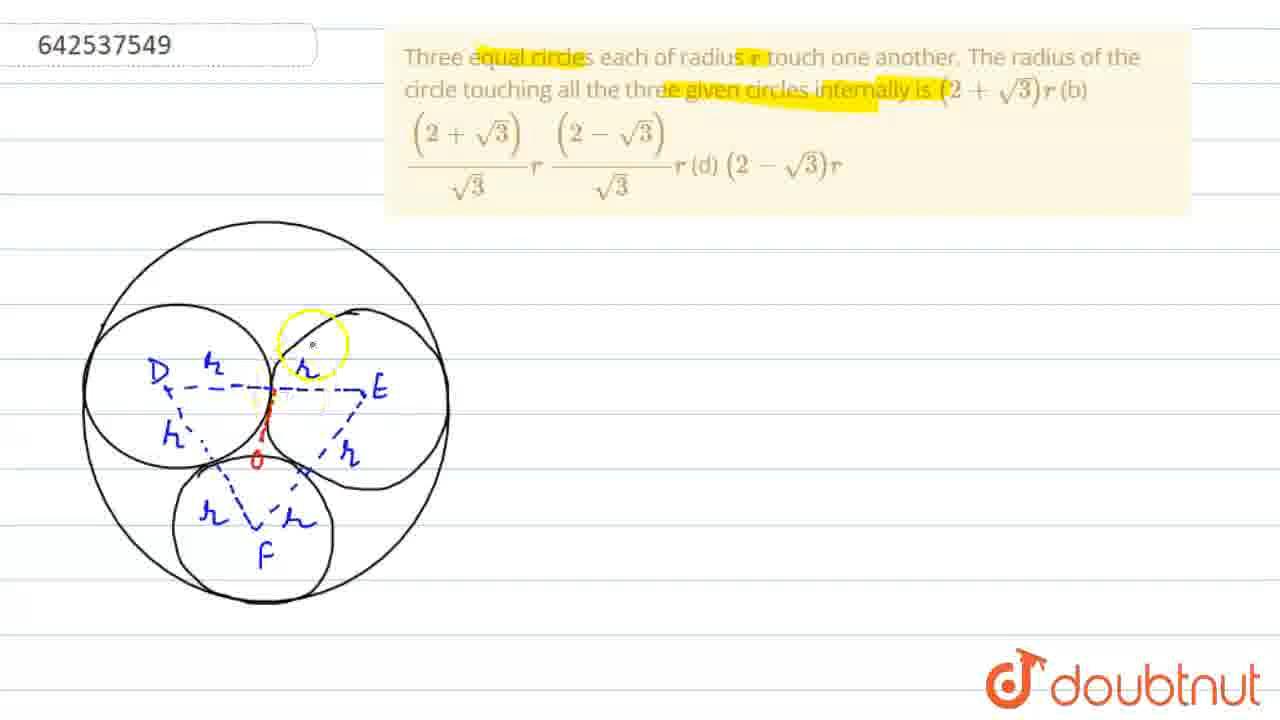 642537549
Three equal circles each of radius r touch one another. The radius of the
circle touching all the three given circles internally is (2 + √3)r (b)
(2 + √3)/√3 r (2 − √3)/√3 r (d) (2 − √3)r
D r r E
r r
O
r r
F
doubtnut